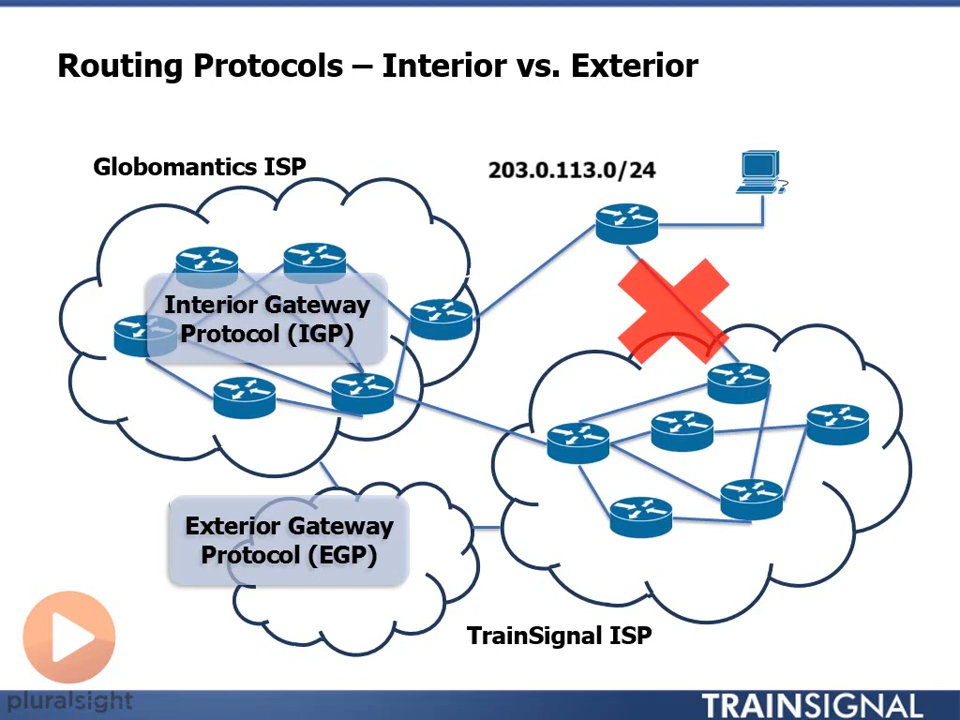 Routing Protocols – Interior vs. Exterior
Globomantics ISP
203.0.113.0/24
Interior Gateway
Protocol (IGP)
Exterior Gateway
Protocol (EGP)
TrainSignal ISP
pluralsight
TRAINSIGNAL